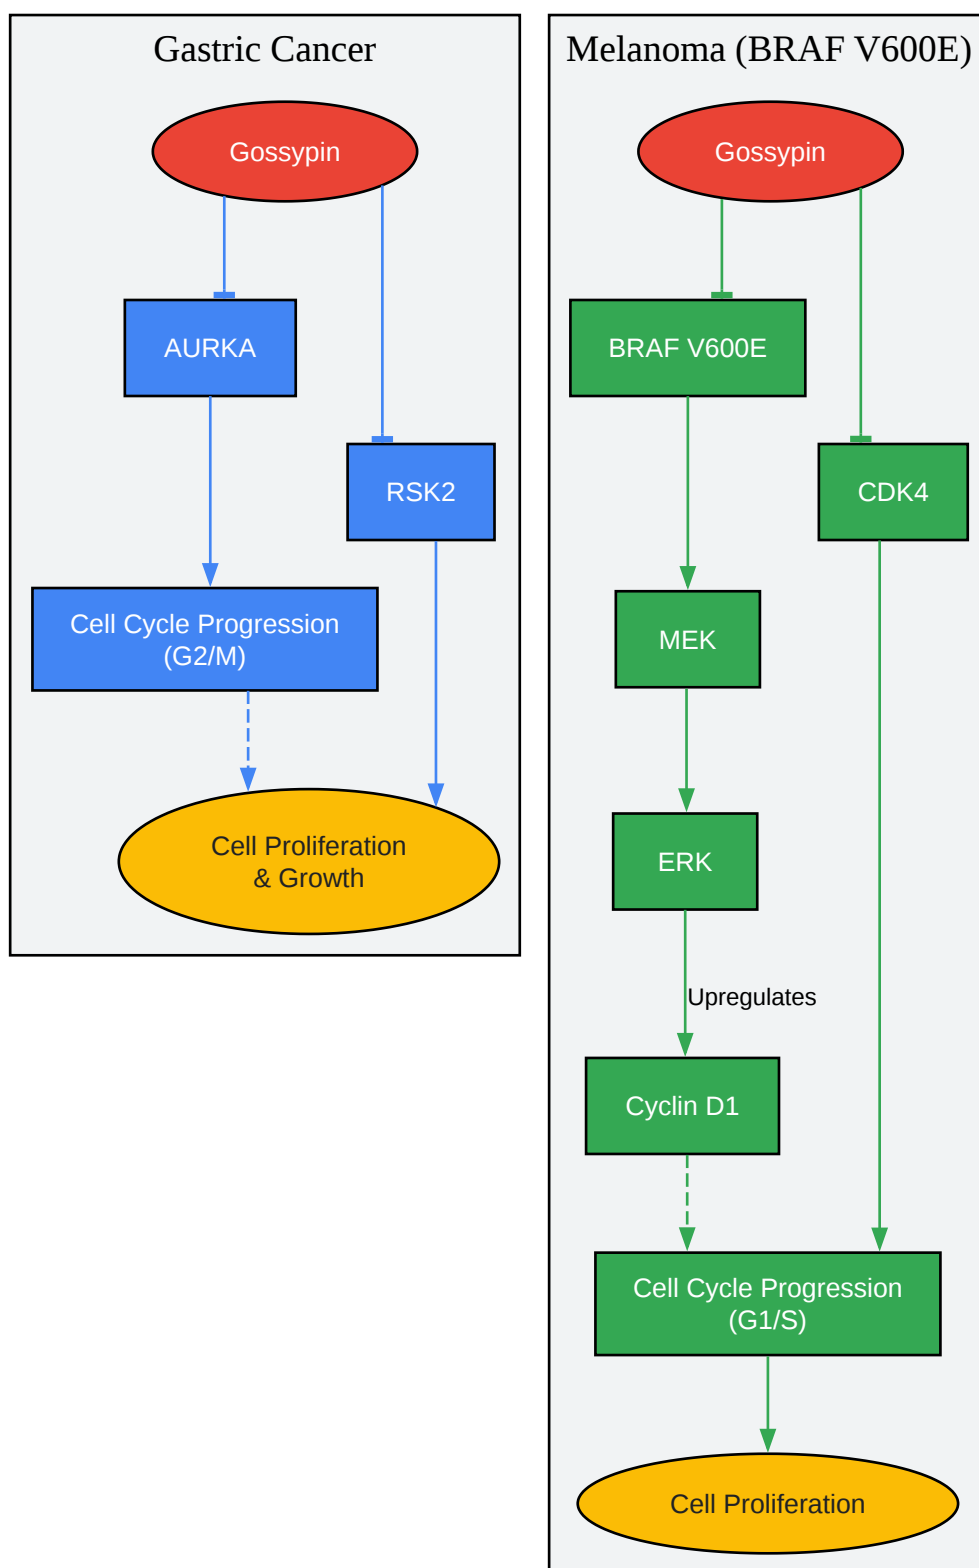 Gastric Cancer
Gossypin
AURKA
RSK2
Cell Cycle Progression
(G2/M)
Cell Proliferation
& Growth
Melanoma (BRAF V600E)
Gossypin
BRAF V600E
CDK4
MEK
ERK
Upregulates
Cyclin D1
Cell Cycle Progression
(G1/S)
Cell Proliferation